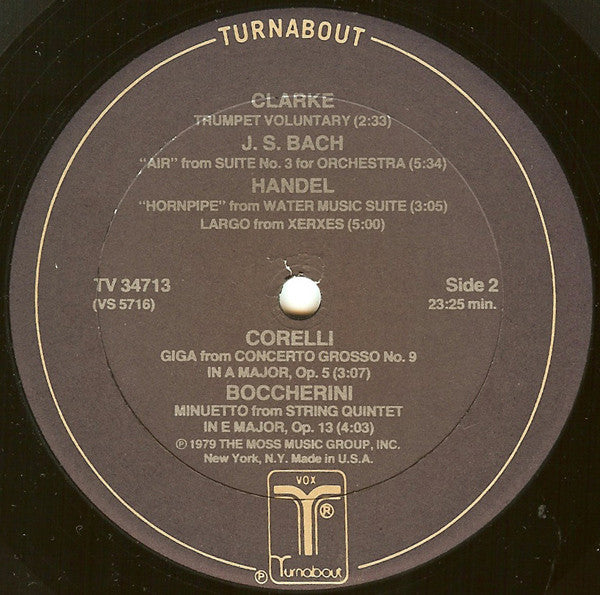 TURNABOUT
CLARKE
TRUMPET VOLUNTARY (2:33)
J. S. BACH
"AIR" from SUITE No. 3 for ORCHESTRA (5:34)
HANDEL
"HORNPIPE" from WATER MUSIC SUITE (3:05)
LARGO from XERXES (5:00)
TV 34713
(VS 5716)
Side 2
23:25 min.
CORELLI
GIGA from CONCERTO GROSSO No. 9
IN A MAJOR, Op. 5 (3:07)
BOCCHERINI
MINUETTO from STRING QUINTET
IN E MAJOR, Op. 13 (4:03)
℗ 1979 THE MOSS MUSIC GROUP, INC.
New York, N.Y. Made in U.S.A.
VOX
T ®
℗ Turnabout